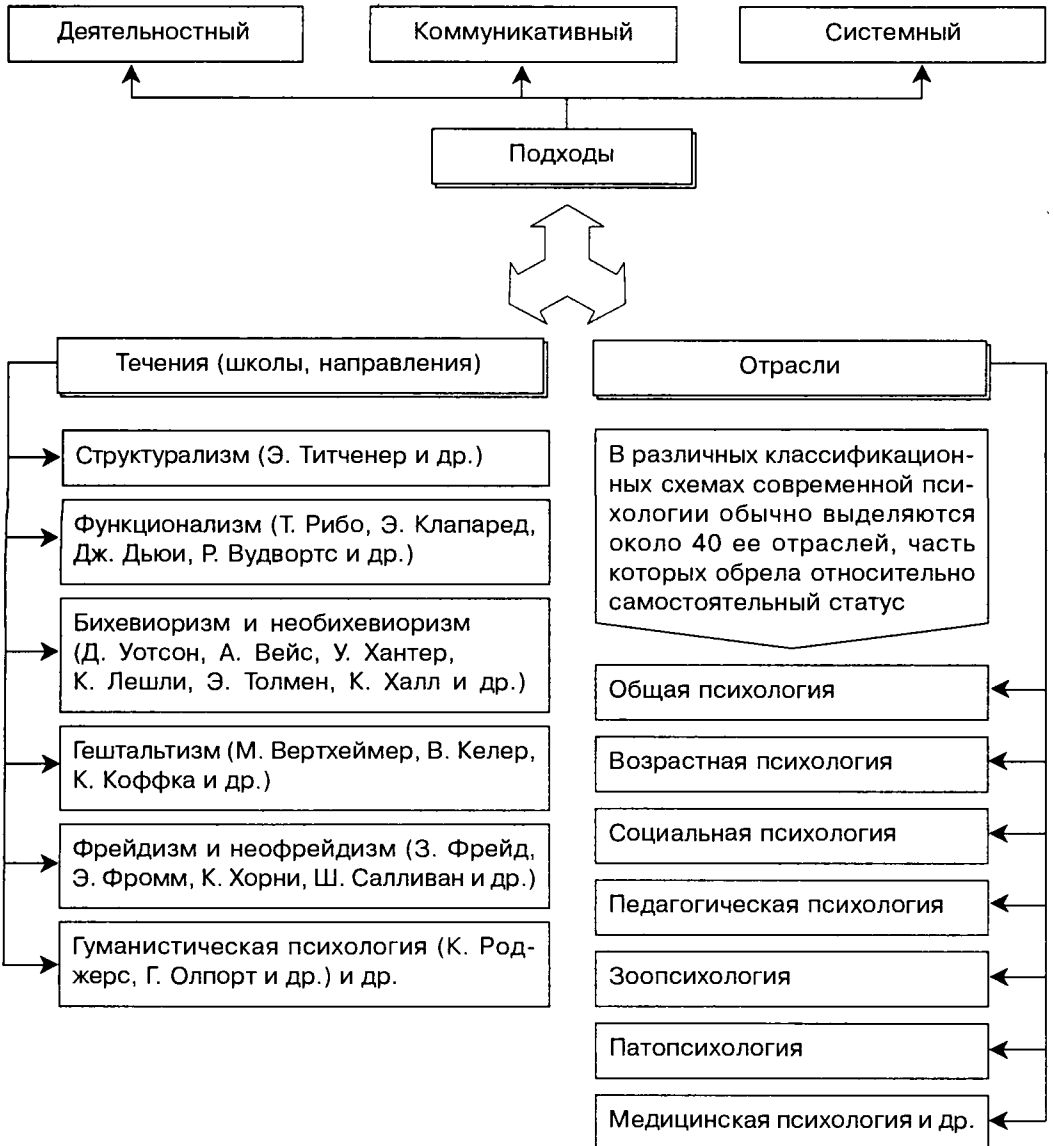 Деятельностный
Коммуникативный
Системный
Подходы
Течения (школы, направления)
Структурализм (Э. Титченер и др.)
Функционализм (Т. Рибо, Э. Клапаред,
Дж. Дьюи, Р. Вудвортс и др.)
Бихевиоризм и необихевиоризм
(Д. Уотсон, А. Вейс, У. Хантер,
К. Лешли, Э. Толмен, К. Халл и др.)
Гештальтизм (М. Вертхеймер, В. Келер,
К. Коффка и др.)
Фрейдизм и неофрейдизм (З. Фрейд,
Э. Фромм, К. Хорни, Ш. Салливан и др.)
Гуманистическая психология (К. Род-
жерс, Г. Олпорт и др.) и др.
Отрасли
В различных классификацион-
ных схемах современной пси-
хологии обычно выделяются
около 40 ее отраслей, часть
которых обрела относительно
самостоятельный статус
Общая психология
Возрастная психология
Социальная психология
Педагогическая психология
Зоопсихология
Патопсихология
Медицинская психология и др.